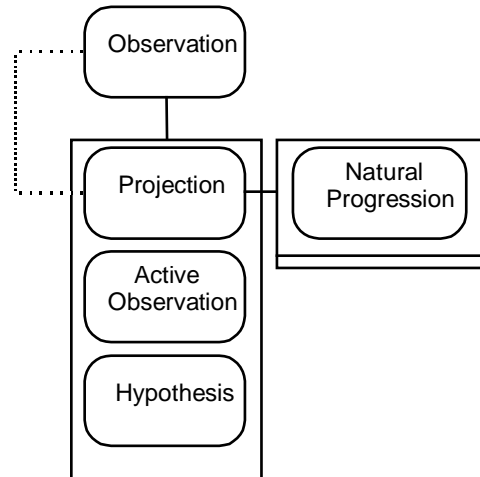 Observation
Projection
Natural
Progression
Active
Observation
Hypothesis